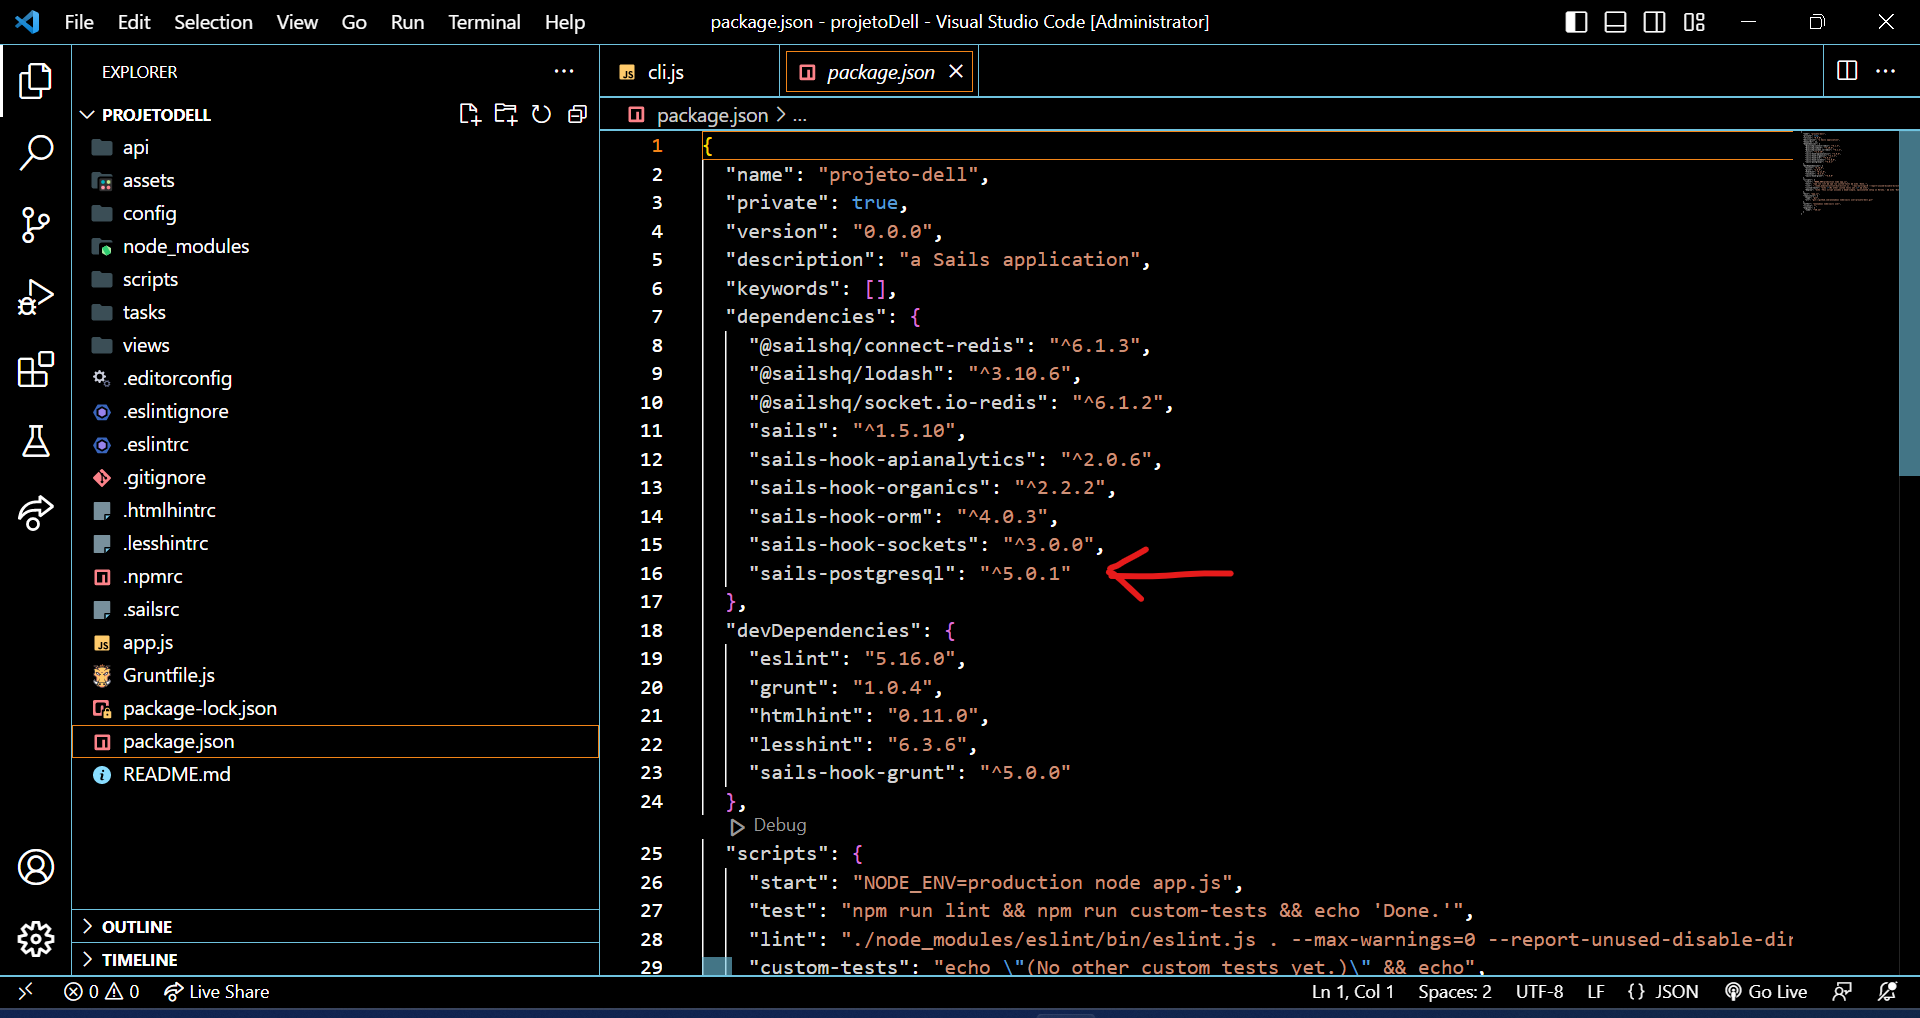 File Edit Selection View Go Run Terminal Help
package.json - projetoDell - Visual Studio Code [Administrator]
EXPLORER
PROJETODELL
api
assets
config
node_modules
scripts
tasks
views
.editorconfig
.eslintignore
.eslintrc
.gitignore
.htmlhintrc
.lesshintrc
.npmrc
.sailsrc
app.js
Gruntfile.js
package-lock.json
package.json
README.md
OUTLINE
TIMELINE
JS cli.js package.json
package.json > ...
1 {
2 "name": "projeto-dell",
3 "private": true,
4 "version": "0.0.0",
5 "description": "a Sails application",
6 "keywords": [],
7 "dependencies": {
8 "@sailshq/connect-redis": "^6.1.3",
9 "@sailshq/lodash": "^3.10.6",
10 "@sailshq/socket.io-redis": "^6.1.2",
11 "sails": "^1.5.10",
12 "sails-hook-apianalytics": "^2.0.6",
13 "sails-hook-organics": "^2.2.2",
14 "sails-hook-orm": "^4.0.3",
15 "sails-hook-sockets": "^3.0.0",
16 "sails-postgresql": "^5.0.1"
17 },
18 "devDependencies": {
19 "eslint": "5.16.0",
20 "grunt": "1.0.4",
21 "htmlhint": "0.11.0",
22 "lesshint": "6.3.6",
23 "sails-hook-grunt": "^5.0.0"
24 },
Debug
25 "scripts": {
26 "start": "NODE_ENV=production node app.js",
27 "test": "npm run lint && npm run custom-tests && echo 'Done.'",
28 "lint": "./node_modules/eslint/bin/eslint.js . --max-warnings=0 --report-unused-disable-dir
29 "custom-tests": "echo \"(No other custom tests yet.)\" && echo",
0 0 Live Share Ln 1, Col 1 Spaces: 2 UTF-8 LF {} JSON Go Live